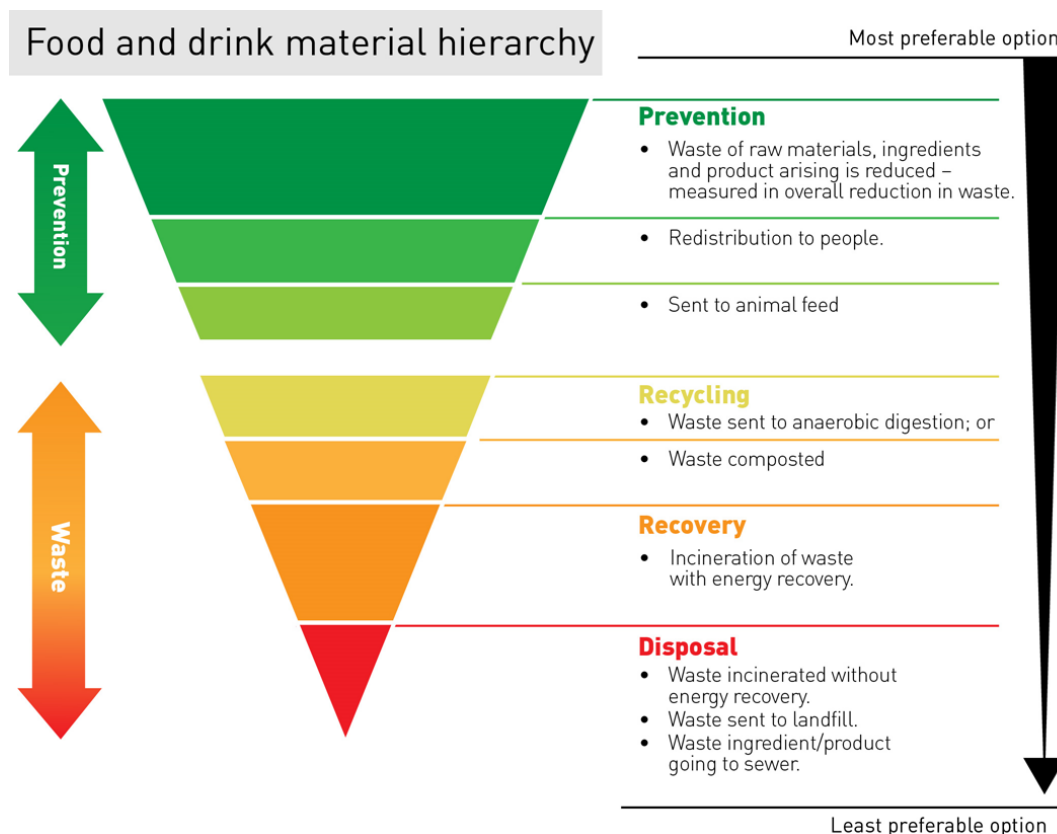 Food and drink material hierarchy
Most preferable option
Prevention
Prevention
• Waste of raw materials, ingredients
and product arising is reduced –
measured in overall reduction in waste.
• Redistribution to people.
• Sent to animal feed
Waste
Recycling
• Waste sent to anaerobic digestion; or
• Waste composted
Recovery
• Incineration of waste
with energy recovery.
Disposal
• Waste incinerated without
energy recovery.
• Waste sent to landfill.
• Waste ingredient/product
going to sewer.
Least preferable option